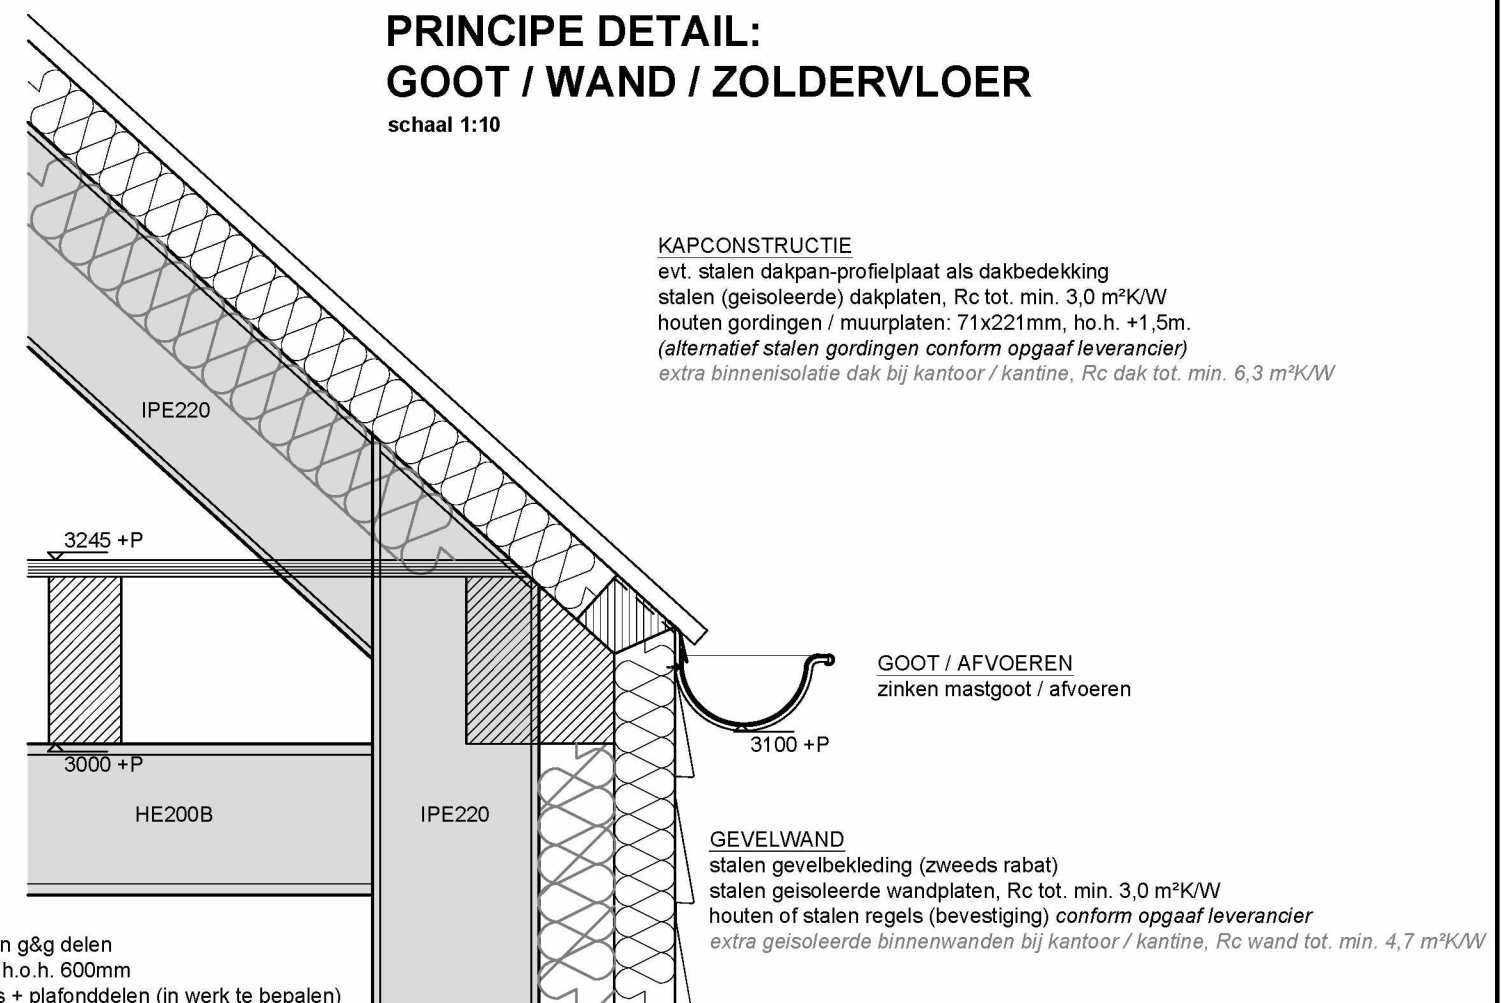 PRINCIPE DETAIL:
GOOT / WAND / ZOLDERVLOER
schaal 1:10
KAPCONSTRUCTIE
evt. stalen dakpan-profielplaat als dakbedekking
stalen (geisoleerde) dakplaten, Rc tot. min. 3,0 m²K/W
houten gordingen / muurplaten: 71x221mm, ho.h. +1,5m.
(alternatief stalen gordingen conform opgaaf leverancier)
extra binnenisolatie dak bij kantoor / kantine, Rc dak tot. min. 6,3 m²K/W
IPE220
3245 +P
GOOT / AFVOEREN
zinken mastgoot / afvoeren
3100 +P
3000 +P
HE200B
IPE220
GEVELWAND
stalen gevelbekleding (zweeds rabat)
stalen geisoleerde wandplaten, Rc tot. min. 3,0 m²K/W
houten of stalen regels (bevestiging) conform opgaaf leverancier
extra geisoleerde binnenwanden bij kantoor / kantine, Rc wand tot. min. 4,7 m²K/W
n g&g delen
h.o.h. 600mm
s + plafonddelen (in werk te bepalen)